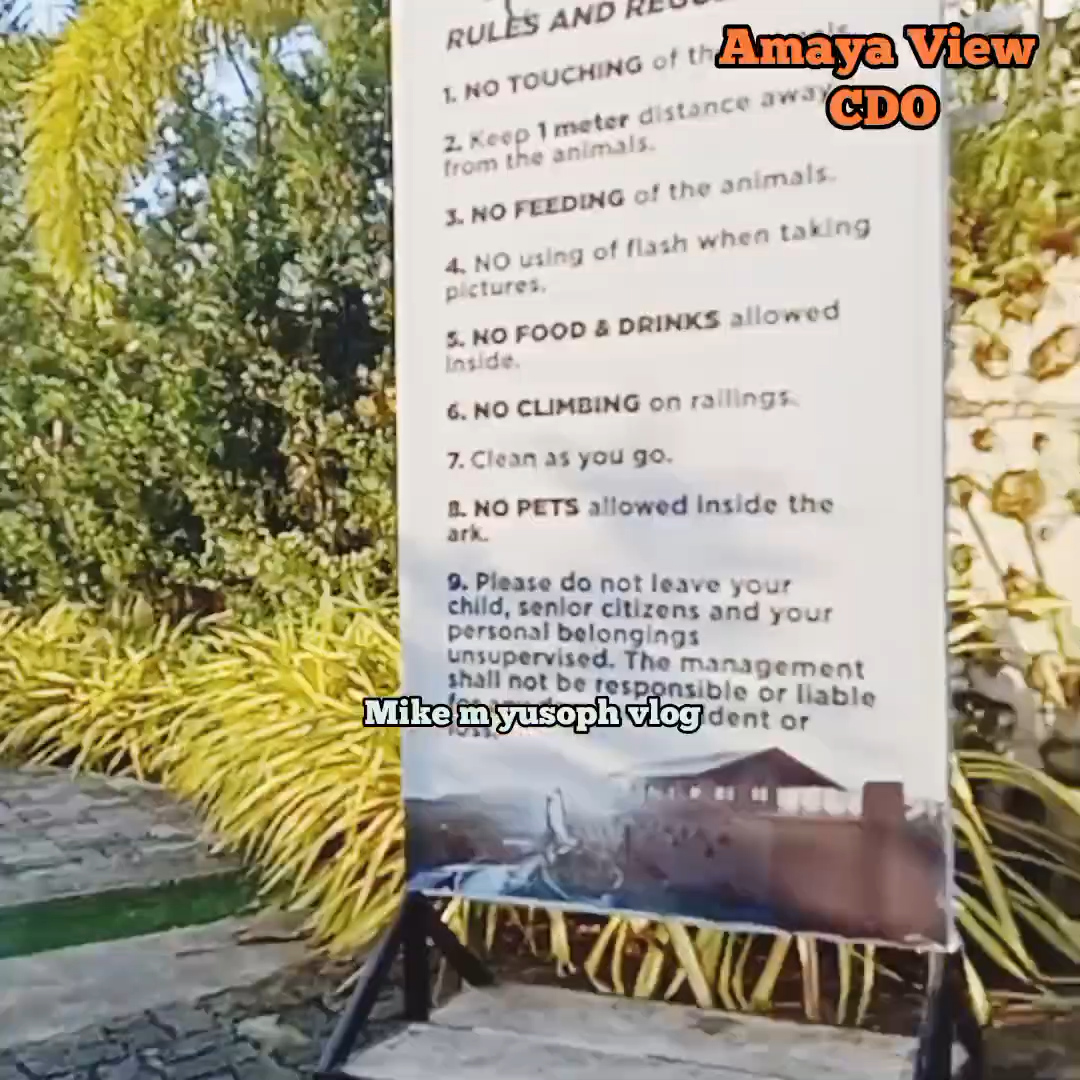 RULES AND
1. NO TOUCHING of
Amaya View
CDO
2. Keep 1 meter distance away
from the animals.
3. NO FEEDING of the animals.
4. NO using of flash when taking
pictures.
5. NO FOOD & DRINKS allowed
inside.
6. NO CLIMBING on railings.
7. Clean as you go.
8. NO PETS allowed inside the
ark.
9. Please do not leave your
child, senior citizens and your
personal belongings
unsupervised. The management
shall not be responsible or liable
Mike m yusoph vlog
or
loss.